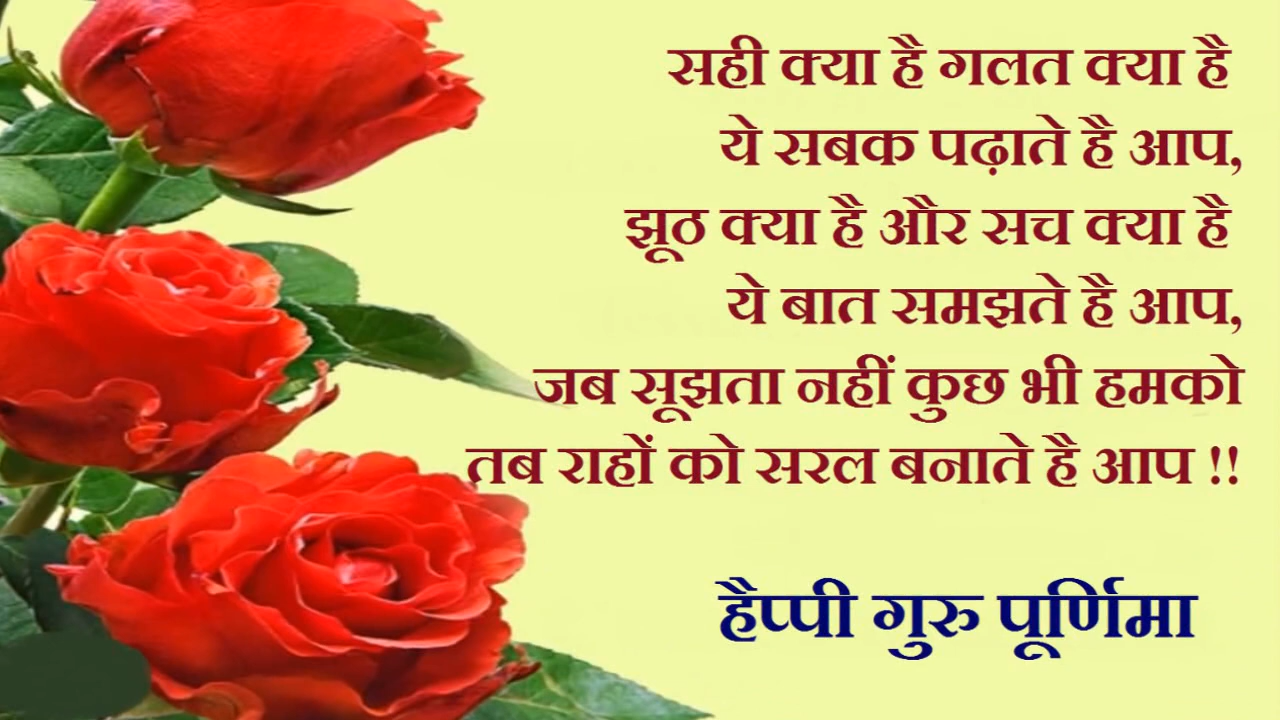 सही क्या है गलत क्या है
ये सबक पढ़ाते है आप,
झूठ क्या है और सच क्या है
ये बात समझते है आप,
जब सूझता नहीं कुछ भी हमको
तब राहों को सरल बनाते है आप !!
हैप्पी गुरु पूर्णिमा